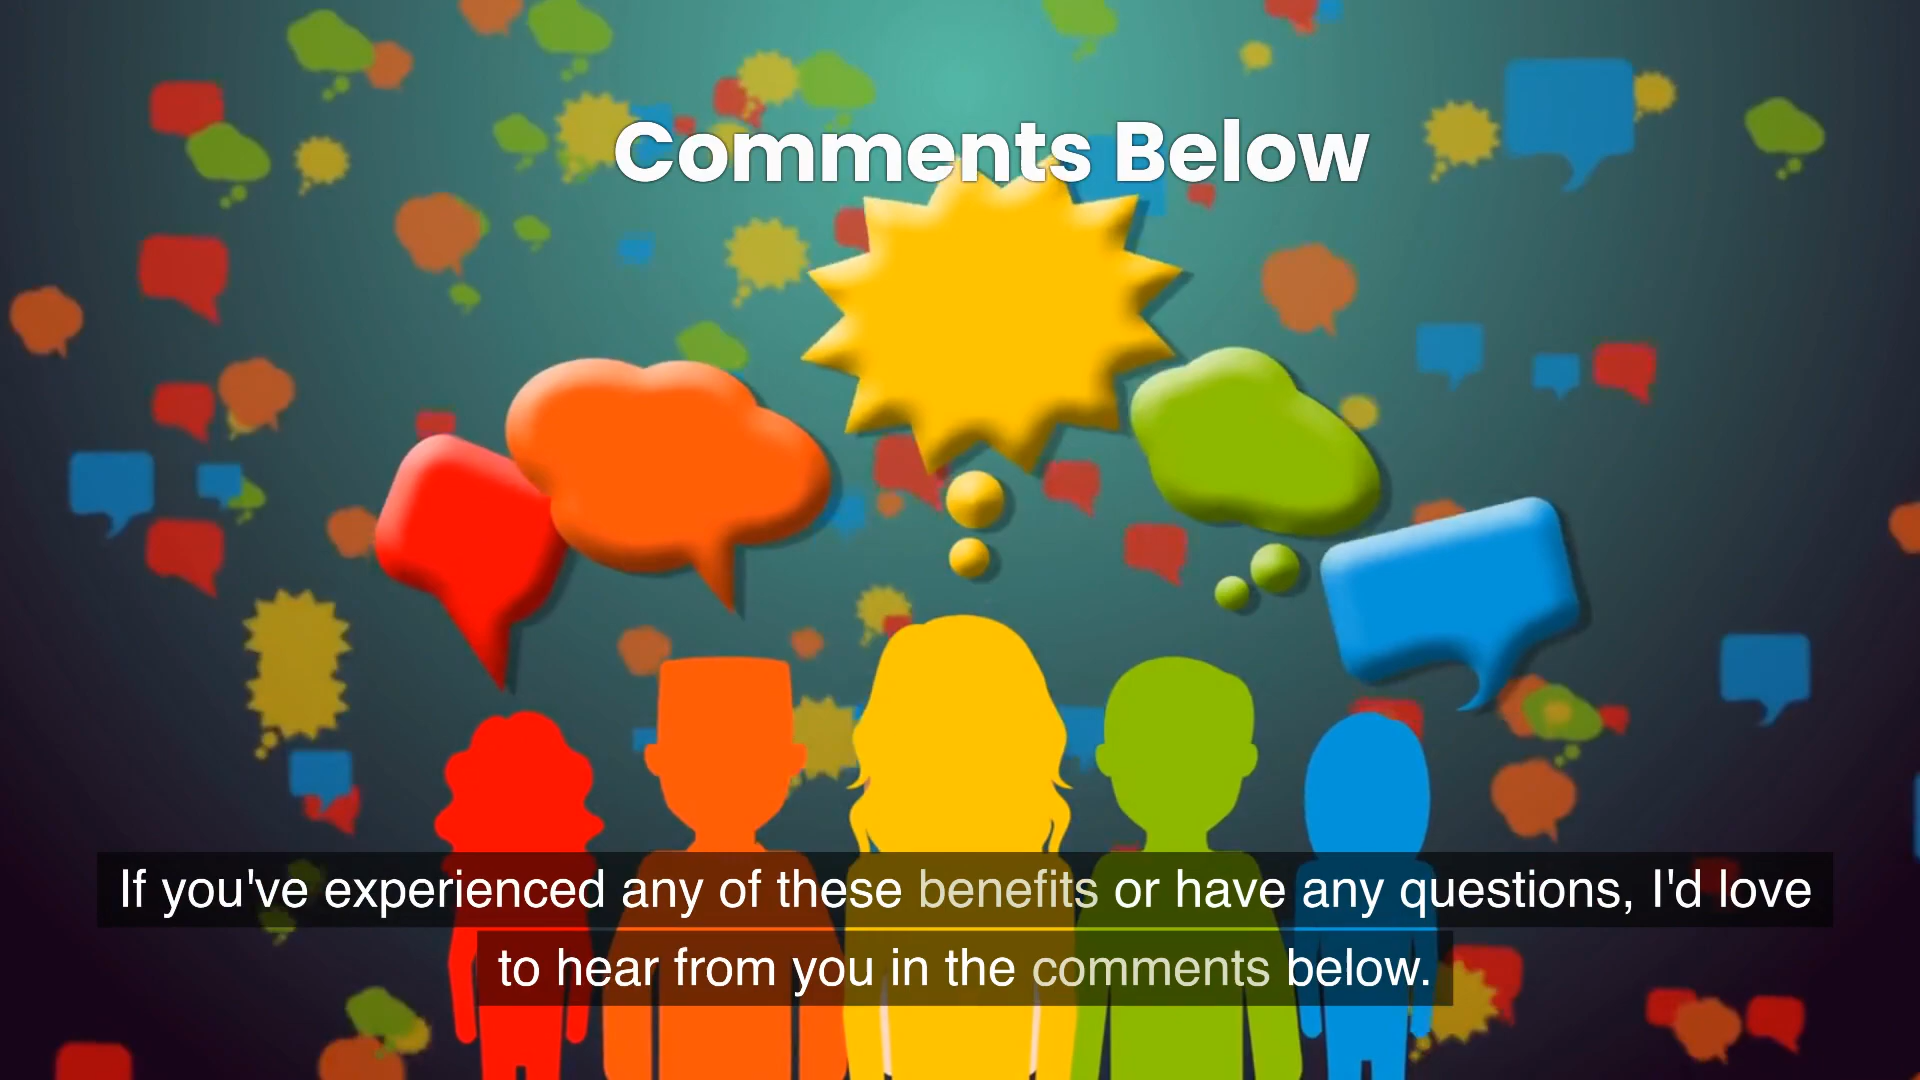 Comments Below
If you've experienced any of these benefits or have any questions, I'd love
to hear from you in the comments below.